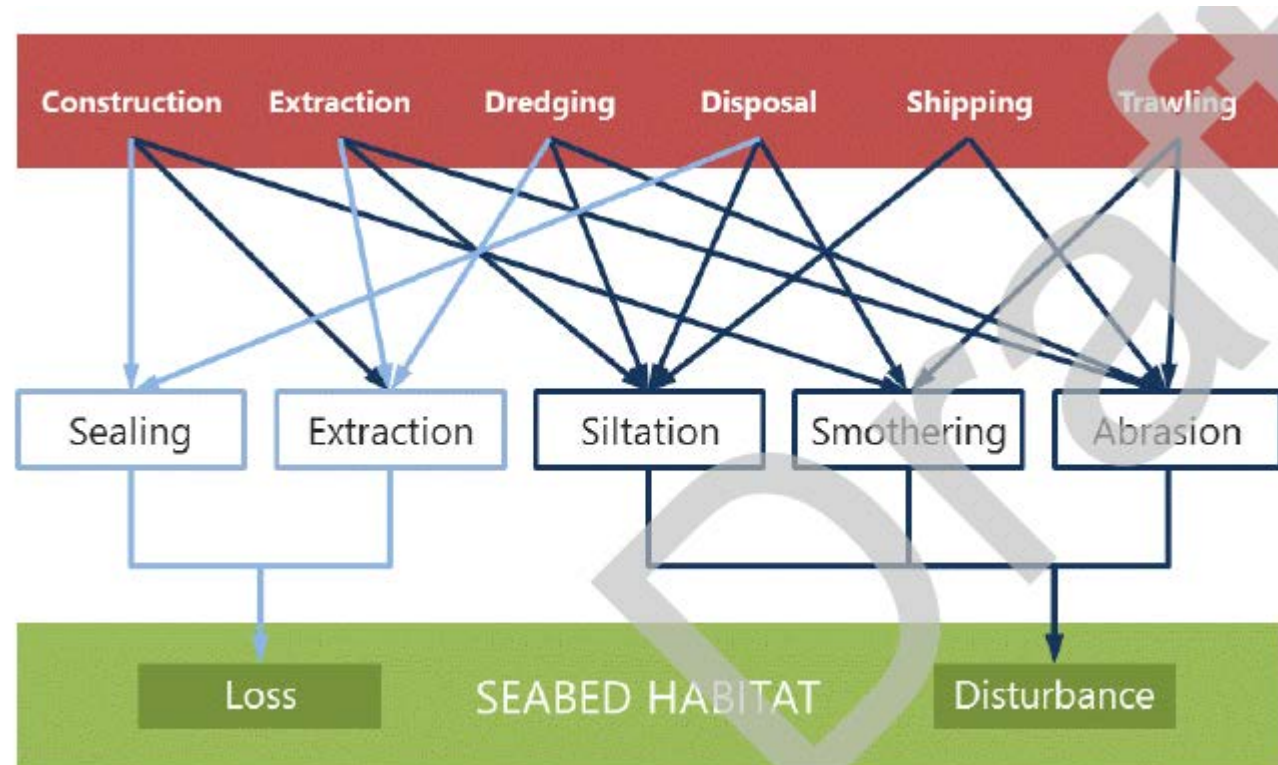 Construction Extraction Dredging Disposal Shipping Trawling
Sealing Extraction Siltation Smothering Abrasion
Loss SEABED HABITAT Disturbance
Draft